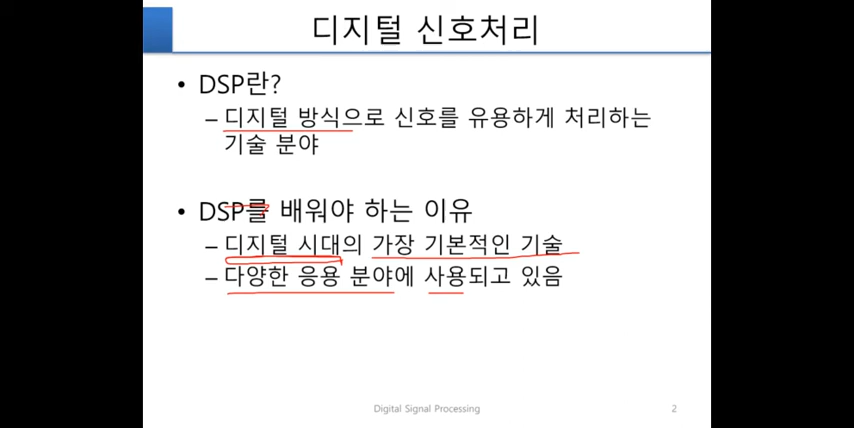 디지털 신호처리
• DSP란?
– 디지털 방식으로 신호를 유용하게 처리하는
기술 분야
• DSP를 배워야 하는 이유
– 디지털 시대의 가장 기본적인 기술
– 다양한 응용 분야에 사용되고 있음
Digital Signal Processing 2